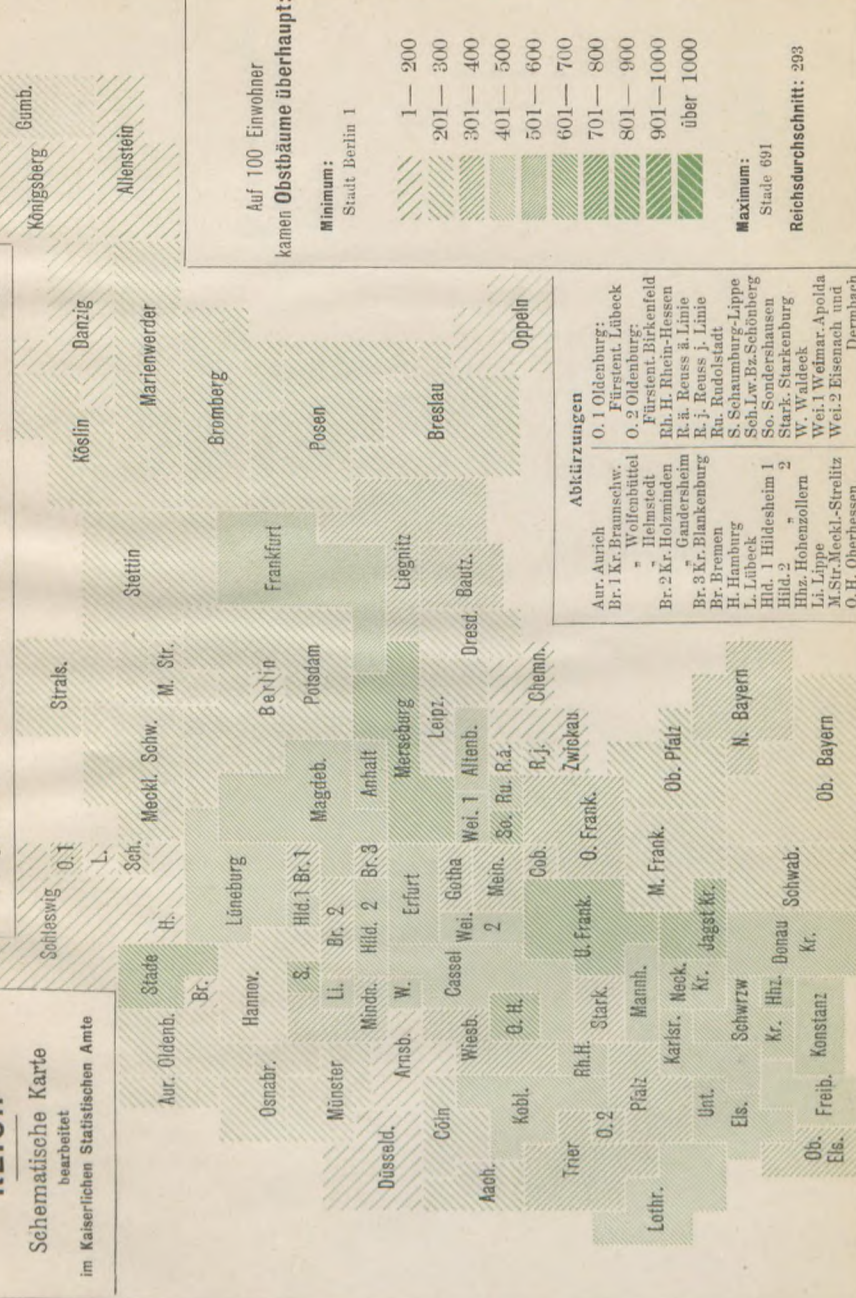 REICH
Schematische Karte
bearbeitet
im Kaiserlichen Statistischen Amte
Schleswig
O. 1
L.
Sch.
H.
Strals.
Meckl. Schw.
M. Str.
Stettin
Köslin
Danzig
Marienwerder
Königsberg
Gumb.
Allenstein
Aur. Oldenb.
Stade
Br.
Lüneburg
Osnabr.
Hannov.
Hld.1 Br.1
Magdeb.
Berlin
Potsdam
Frankfurt
Bromberg
Posen
Münster
Li.
S.
Br. 2
Mindn.
Hild. 2
Br. 3
Anhalt
Düsseld.
Arnsb.
W.
Erfurt
Merseburg
Liegnitz
Breslau
Oppeln
Cöln
Aach.
Wiesb.
Cassel
Wei.
2
Gotha
Wei. 1
Altenb.
Leipz.
Dresd.
Bautz.
Kobl.
O. H.
Mein.
So.
Ru.
R.ä.
R.j.
Chemn.
Zwickau
Trier
O. 2
Rh.H.
Stark.
U. Frank.
Cob.
O. Frank.
Lothr.
Pfalz
Mannh.
Karlsr.
Neck.
Kr.
Jagst Kr.
M. Frank.
Ob. Pfalz
N. Bayern
Unt.
Els.
Schwrzw
Kr.
Hhz.
Donau
Kr.
Schwab.
Ob. Bayern
Ob.
Els.
Freib.
Konstanz
Auf 100 Einwohner
kamen Obstbäume überhaupt:
Minimum:
Stadt Berlin 1
1— 200
201— 300
301— 400
401— 500
501— 600
601— 700
701— 800
801— 900
901—1000
über 1000
Maximum:
Stade 691
Reichsdurchschnitt: 293
Abkürzungen
Aur. Aurich
Br. 1 Kr. Braunschw.
" Wolfenbüttel
" Helmstedt
Br. 2 Kr. Holzminden
" Gandersheim
Br. 3 Kr. Blankenburg
Br. Bremen
H. Hamburg
L. Lübeck
Hld. 1 Hildesheim 1
Hild. 2 " 2
Hhz. Hohenzollern
Li. Lippe
M.Str. Meckl.-Strelitz
O. H. Oberhessen
O. 1 Oldenburg:
Fürstent. Lübeck
O. 2 Oldenburg:
Fürstent. Birkenfeld
Rh. H. Rhein-Hessen
R. ä. Reuss ä. Linie
R. j. Reuss j. Linie
Ru. Rudolstadt
S. Schaumburg-Lippe
Sch. Lw. Bz. Schönberg
So. Sondershausen
Stark. Starkenburg
W. Waldeck
Wei. 1 Weimar. Apolda
Wei. 2 Eisenach und
Dermbach